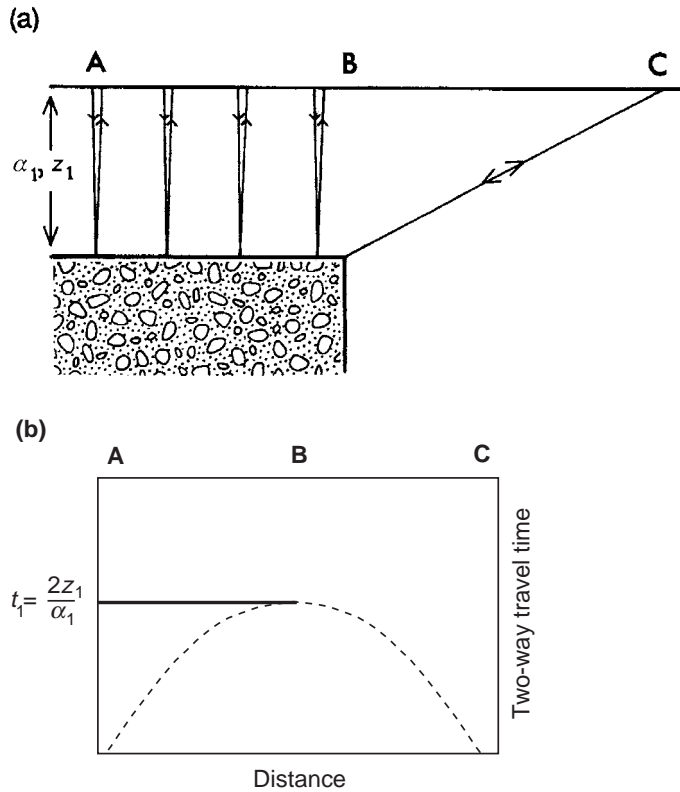 (a)
A B C
α₁, z₁
(b)
A B C
t₁= 2z₁/α₁
Two-way travel time
Distance